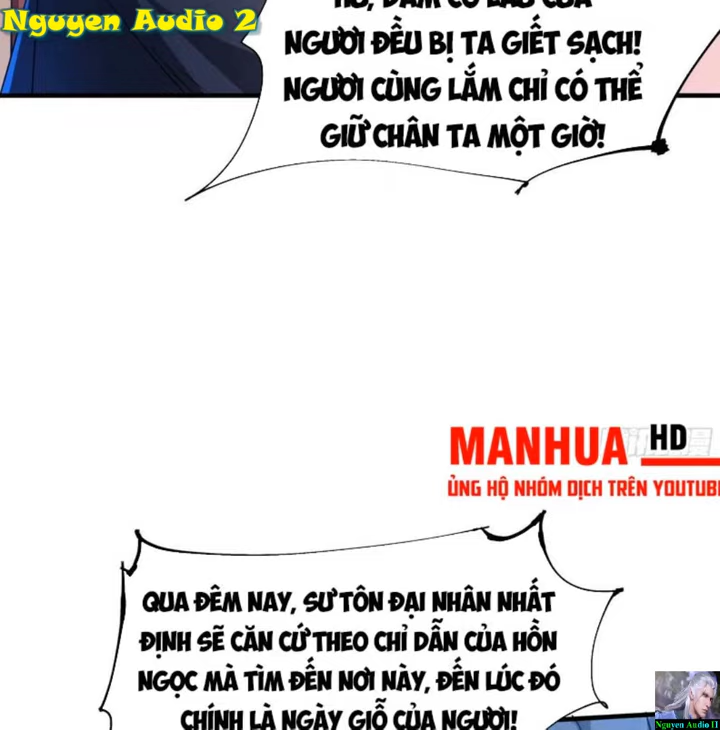 Nguyen Audio 2
NGƯƠI ĐỀU BỊ TA GIẾT SẠCH!
NGƯƠI CÙNG LẮM CHỈ CÓ THỂ
GIỮ CHÂN TA MỘT GIỜ!
MANHUA HD
ỦNG HỘ NHÓM DỊCH TRÊN YOUTUBE
QUA ĐÊM NAY, SƯ TÔN ĐẠI NHÂN NHẤT
ĐỊNH SẼ CĂN CỨ THEO CHỈ DẪN CỦA HỒN
NGỌC MÀ TÌM ĐẾN NƠI NÀY, ĐẾN LÚC ĐÓ
CHÍNH LÀ NGÀY GIỖ CỦA NGƯƠI!
Nguyen Audio II